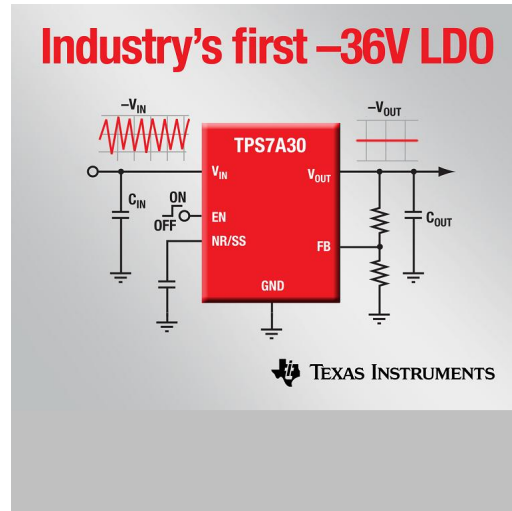 Industry's first –36V LDO
–VIN
–VOUT
TPS7A30
VIN
VOUT
CIN
ON
OFF
EN
COUT
NR/SS
FB
GND
TEXAS INSTRUMENTS